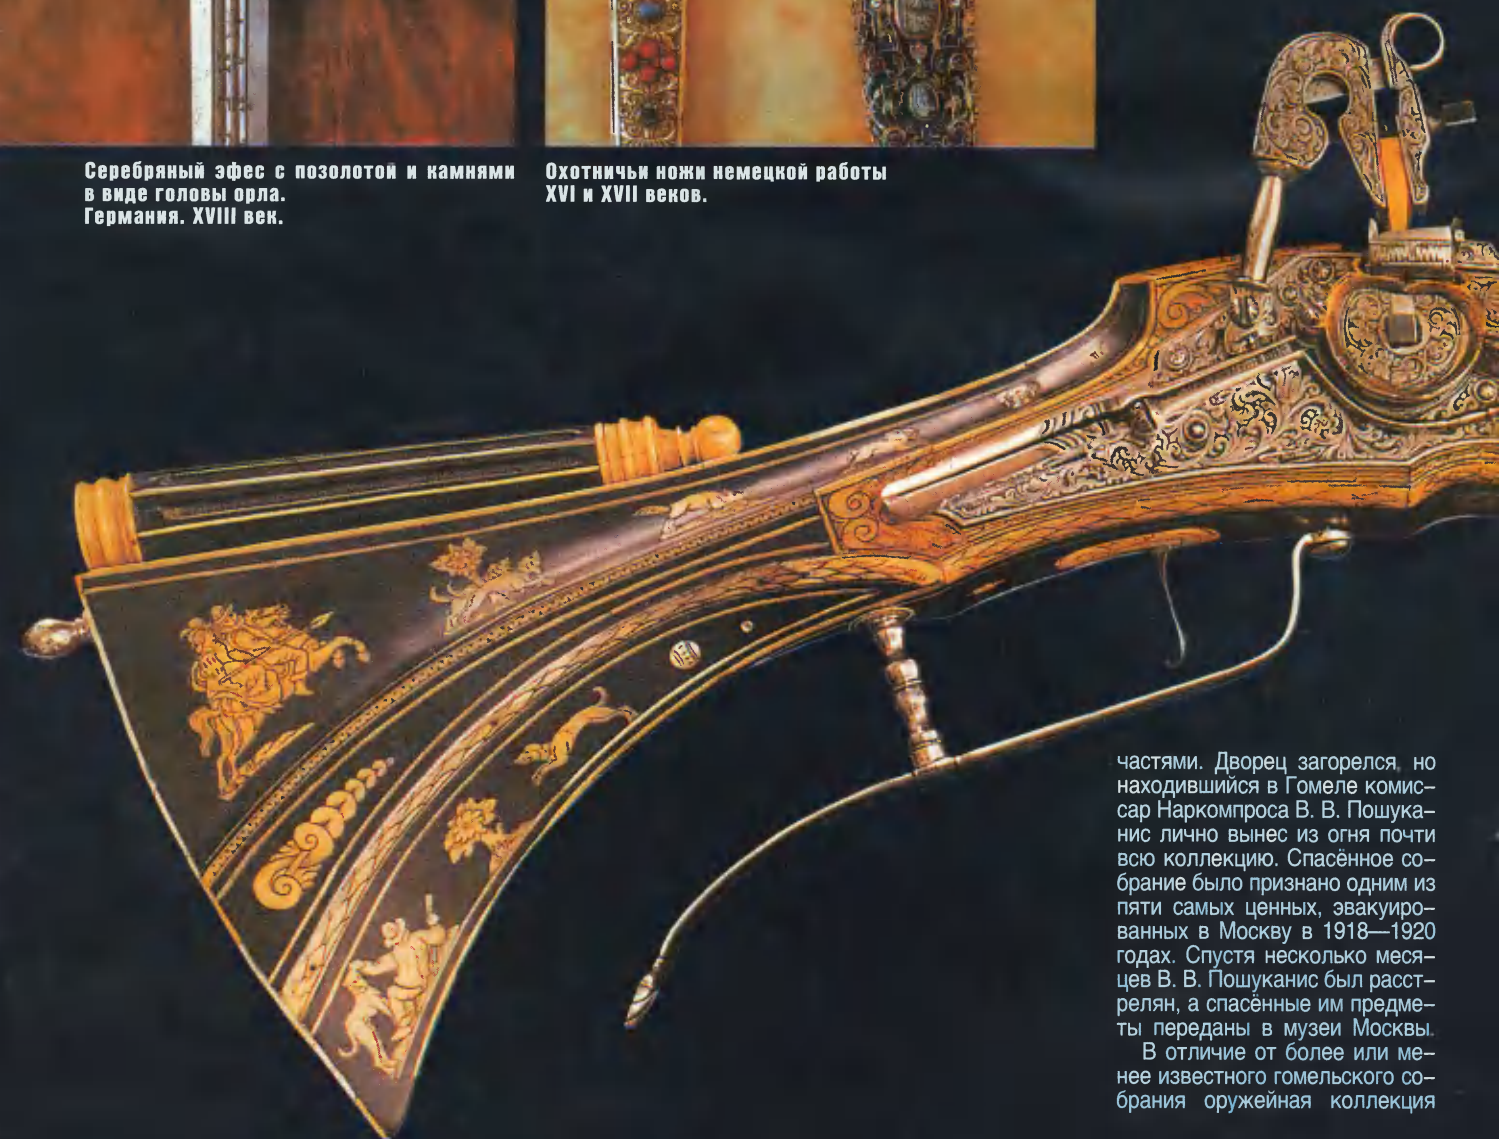 Серебряный эфес с позолотой и камнями
в виде головы орла.
Германия. XVIII век.
Охотничьи ножи немецкой работы
XVI и XVII веков.
частями. Дворец загорелся, но
находившийся в Гомеле комис-
сар Наркомпроса В. В. Пошука-
нис лично вынес из огня почти
всю коллекцию. Спасённое со-
брание было признано одним из
пяти самых ценных, эвакуиро-
ванных в Москву в 1918—1920
годах. Спустя несколько меся-
цев В. В. Пошуканис был расст-
релян, а спасённые им предме-
ты переданы в музеи Москвы.
В отличие от более или ме-
нее известного гомельского со-
брания оружейная коллекция